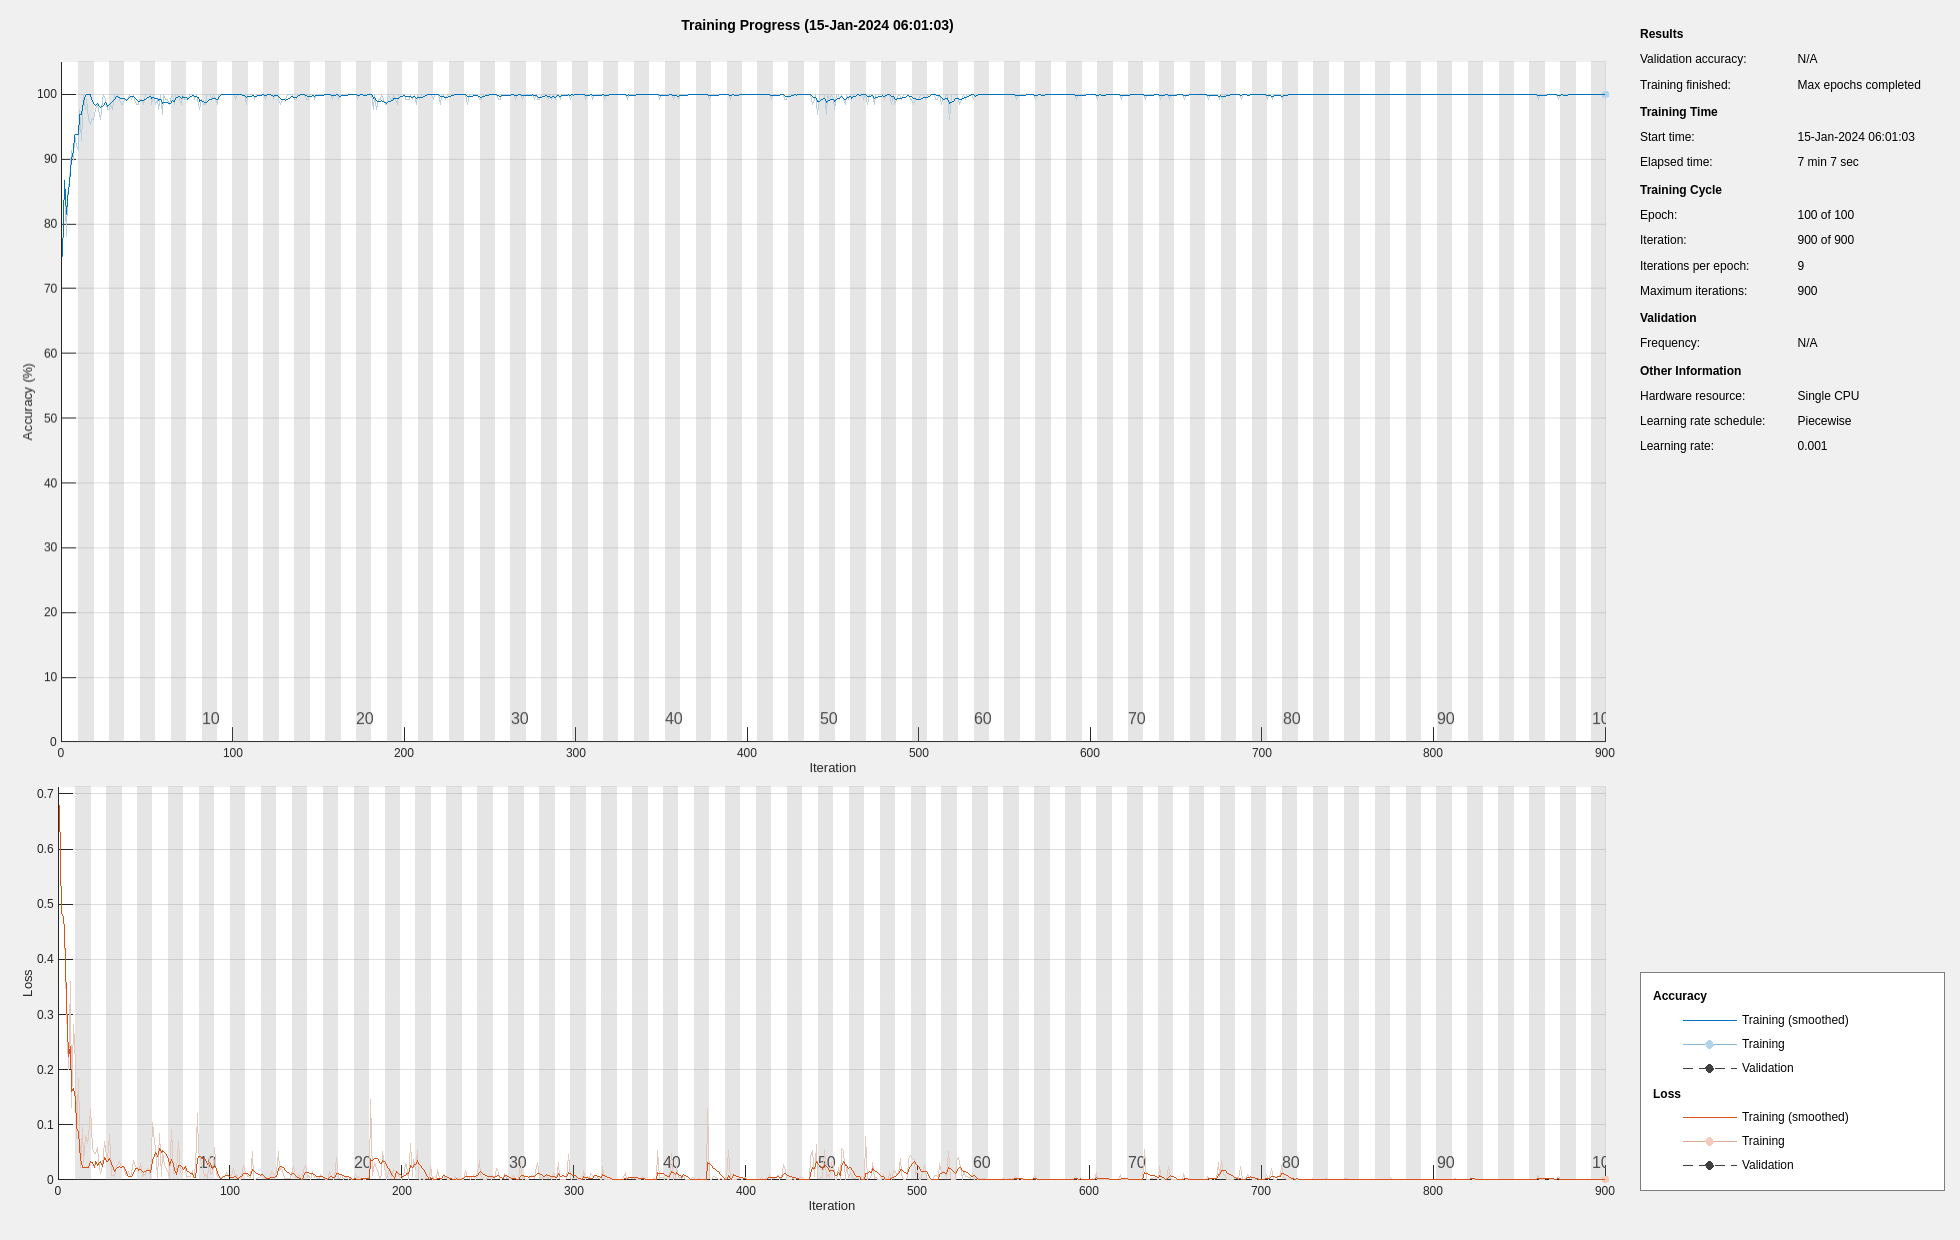 Training Progress (15-Jan-2024 06:01:03)
100
90
80
70
60
50
40
30
20
10
0
Accuracy (%)
10 20 30 40 50 60 70 80 90 10
0 100 200 300 400 500 600 700 800 900
Iteration
0.7
0.6
0.5
0.4
0.3
0.2
0.1
0
Loss
10 20 30 40 50 60 70 80 90 10
0 100 200 300 400 500 600 700 800 900
Iteration
Results
Validation accuracy: N/A
Training finished: Max epochs completed
Training Time
Start time: 15-Jan-2024 06:01:03
Elapsed time: 7 min 7 sec
Training Cycle
Epoch: 100 of 100
Iteration: 900 of 900
Iterations per epoch: 9
Maximum iterations: 900
Validation
Frequency: N/A
Other Information
Hardware resource: Single CPU
Learning rate schedule: Piecewise
Learning rate: 0.001
Accuracy
Training (smoothed)
Training
Validation
Loss
Training (smoothed)
Training
Validation